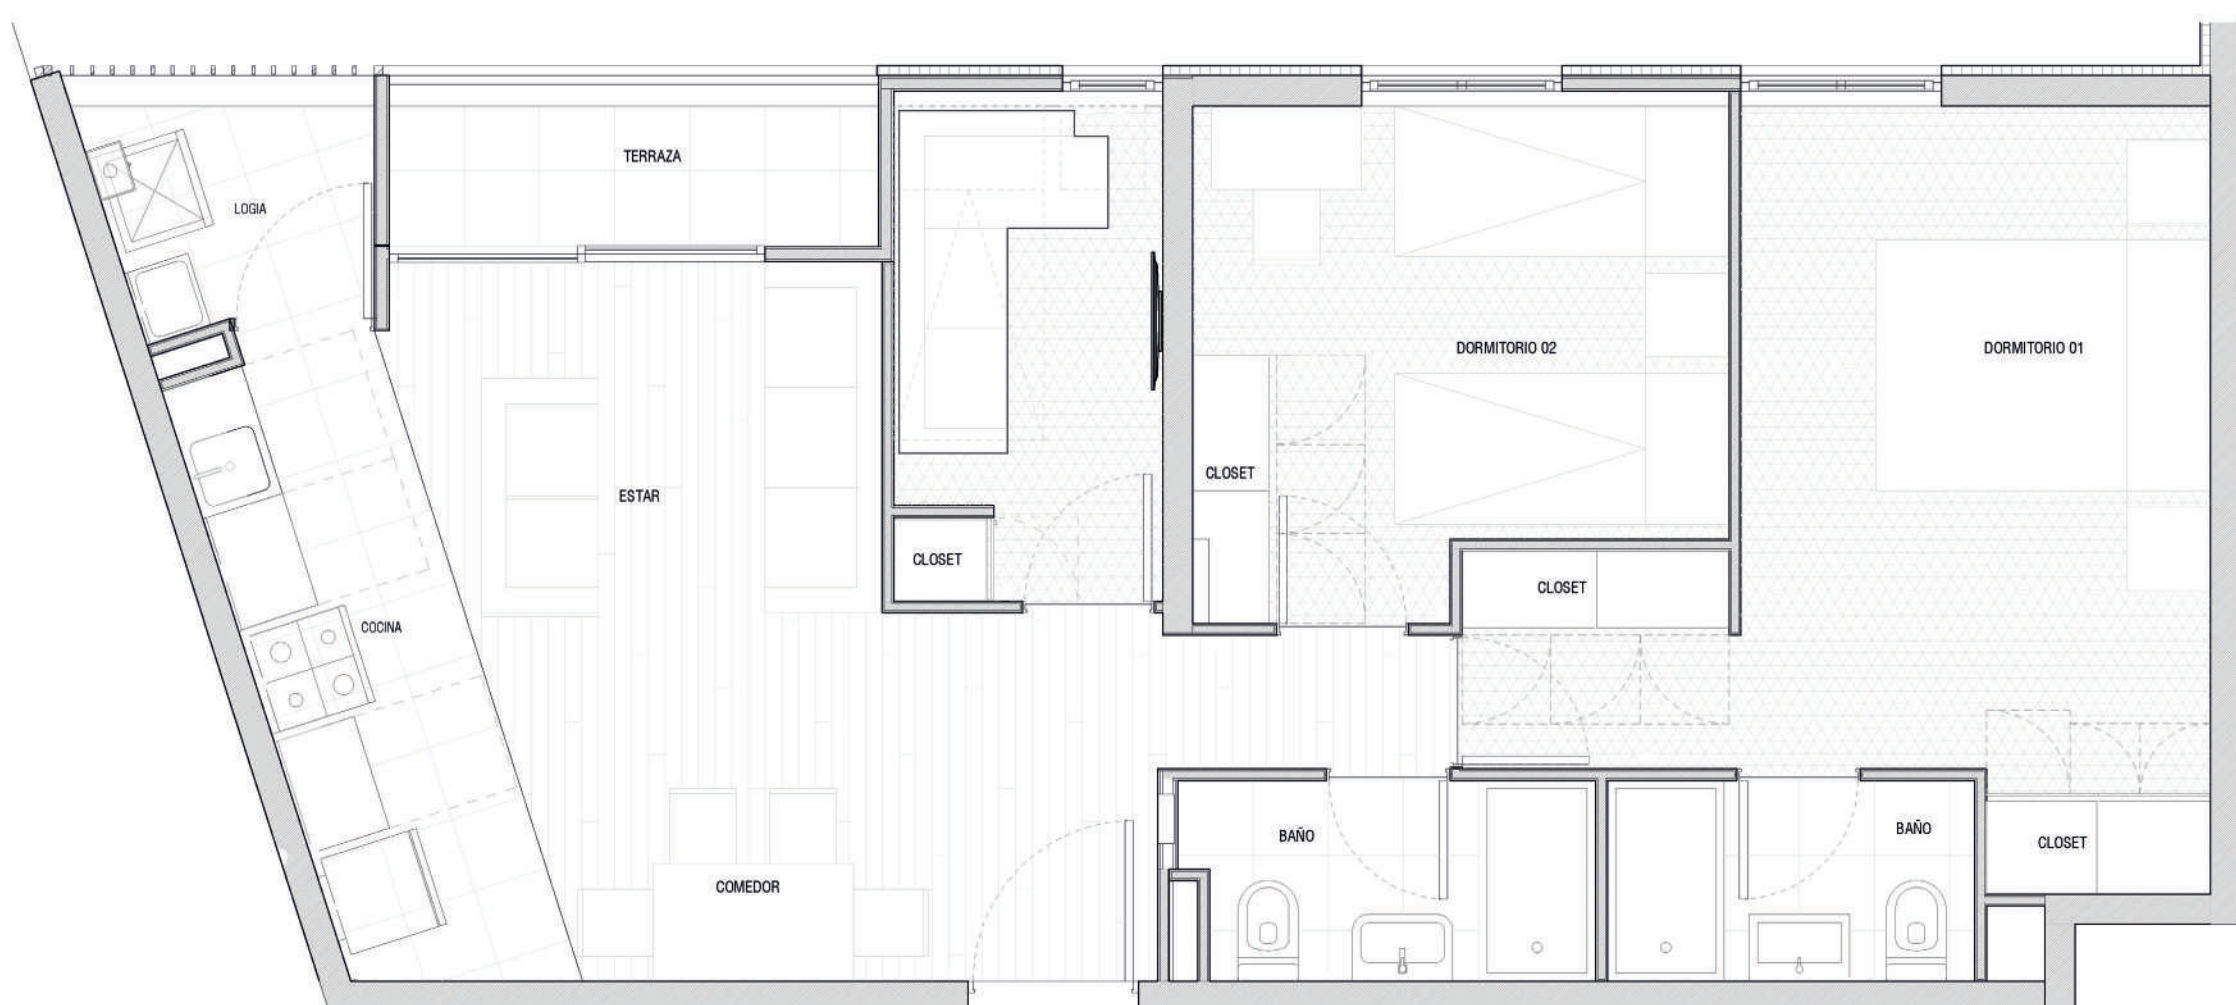 TERRAZA
LOGIA
DORMITORIO 02
DORMITORIO 01
CLOSET
ESTAR
CLOSET
CLOSET
COCINA
BAÑO
BAÑO
CLOSET
COMEDOR